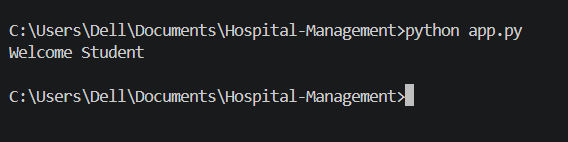 C:\Users\Dell\Documents\Hospital-Management>python app.py
Welcome Student
C:\Users\Dell\Documents\Hospital-Management>